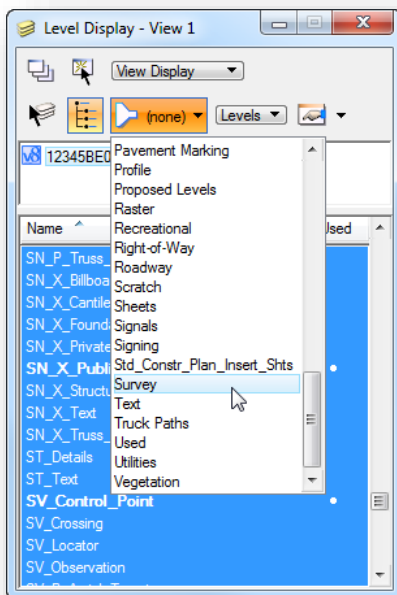 Level Display - View 1
View Display
(none)
Levels
12345BE0
Pavement Marking
Profile
Proposed Levels
Raster
Recreational
Right-of-Way
Roadway
Scratch
Sheets
Signals
Signing
Std_Constr_Plan_Insert_Shts
Survey
Text
Truck Paths
Used
Utilities
Vegetation
Name Used
SN_P_Truss_
SN_X_Billboa
SN_X_Cantile
SN_X_Founda
SN_X_Private
SN_X_Publi
SN_X_Structu
SN_X_Text
SN_X_Truss_
ST_Details
ST_Text
SV_Control_Point
SV_Crossing
SV_Locator
SV_Observation